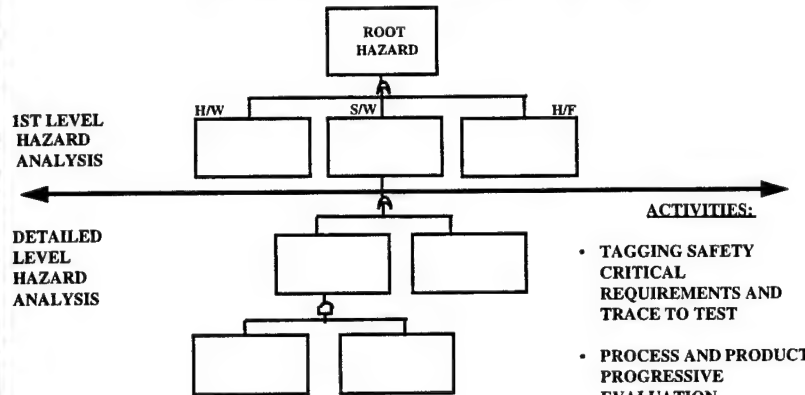 ROOT
HAZARD
H/W
S/W
H/F
1ST LEVEL
HAZARD
ANALYSIS
ACTIVITIES:
DETAILED
LEVEL
HAZARD
ANALYSIS
• TAGGING SAFETY
CRITICAL
REQUIREMENTS AND
TRACE TO TEST
• PROCESS AND PRODUCT
PROGRESSIVE
EVALUATION